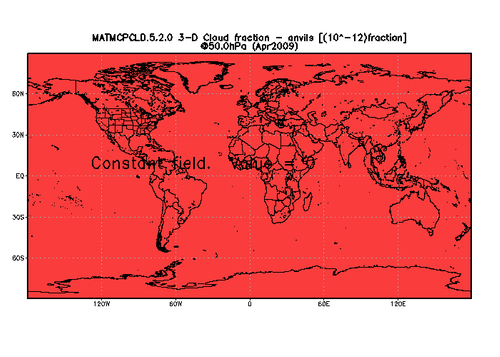 MATMCPCLD.5.2.0 3-D Cloud fraction - anvils [(10^-12)fraction]
@50.0hPa (Apr2009)
60N
30N
Constant field. Value = 0
EQ
30S
60S
120W 60W 0 60E 120E